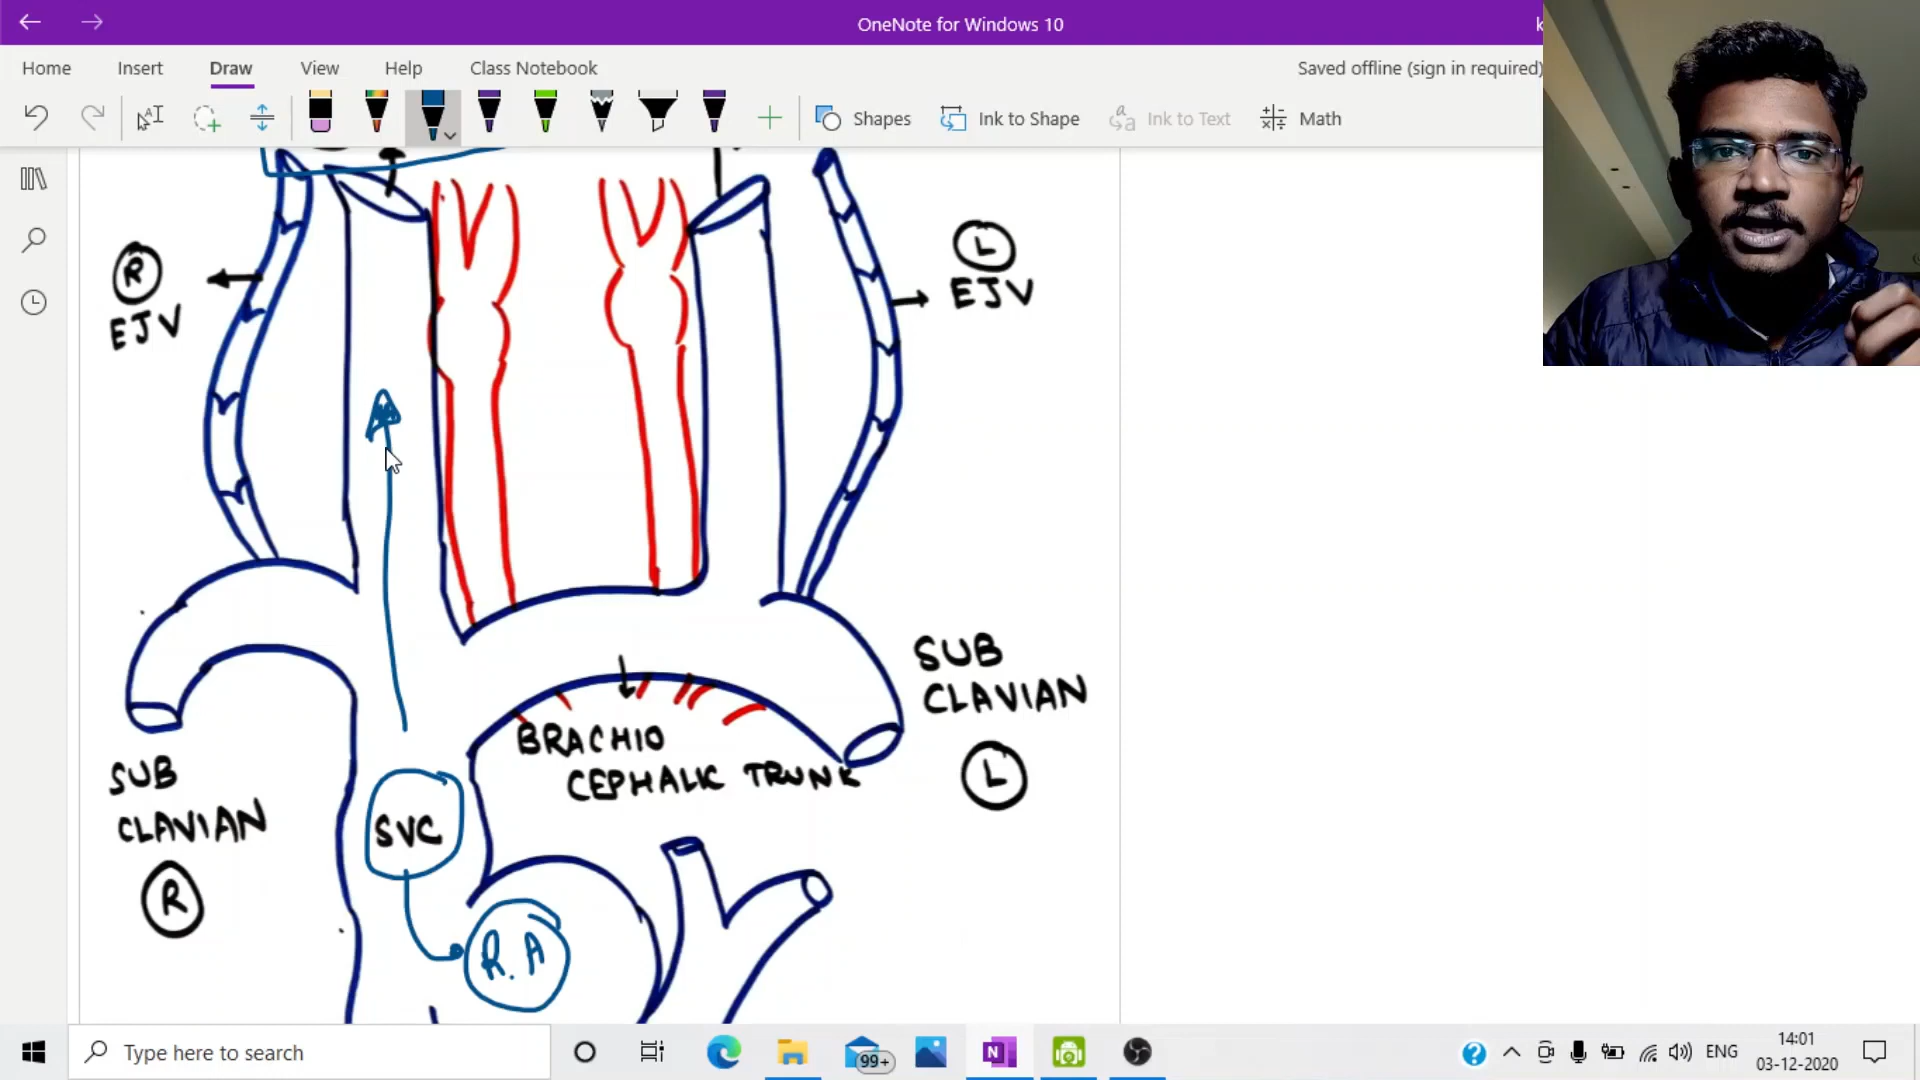 OneNote for Windows 10
Home Insert Draw View Help Class Notebook
Saved offline (sign in required)
Shapes Ink to Shape Ink to Text Math
R
EJV
L
EJV
SUB
CLAVIAN
L
BRACHIO
CEPHALIC TRUNK
SUB
CLAVIAN
R
SVC
R.A
Type here to search
99+
ENG
14:01
03-12-2020